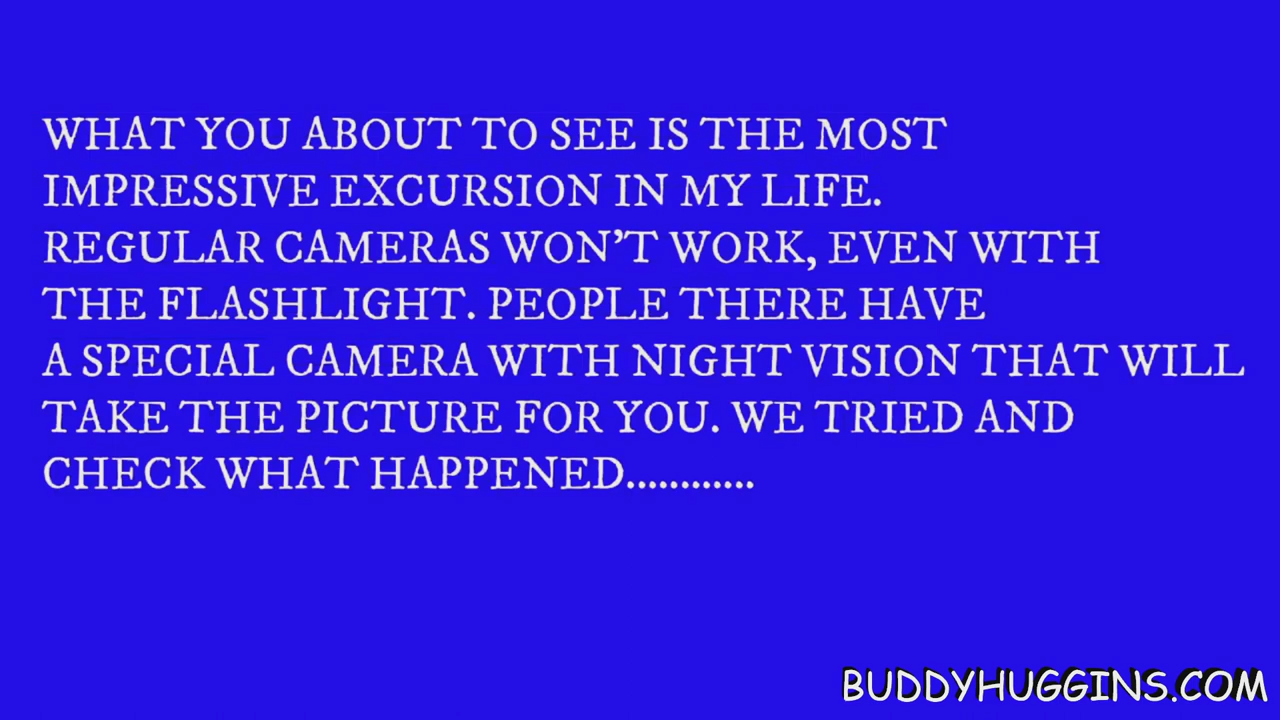 WHAT YOU ABOUT TO SEE IS THE MOST
IMPRESSIVE EXCURSION IN MY LIFE.
REGULAR CAMERAS WON'T WORK, EVEN WITH
THE FLASHLIGHT. PEOPLE THERE HAVE
A SPECIAL CAMERA WITH NIGHT VISION THAT WILL
TAKE THE PICTURE FOR YOU. WE TRIED AND
CHECK WHAT HAPPENED............
BUDDYHUGGINS.COM